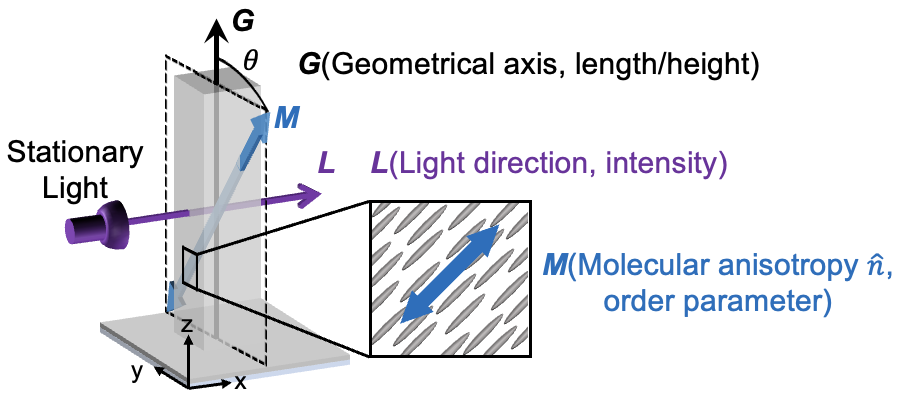 G
θ
G(Geometrical axis, length/height)
M
Stationary
Light
L
L(Light direction, intensity)
M(Molecular anisotropy n̂,
order parameter)
z
y
x